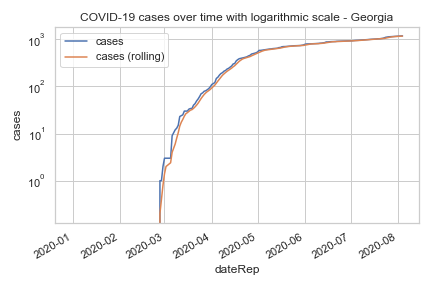 COVID-19 cases over time with logarithmic scale - Georgia
cases
cases (rolling)
10³
10²
10¹
10⁰
cases
2020-01
2020-02
2020-03
2020-04
2020-05
2020-06
2020-07
2020-08
dateRep